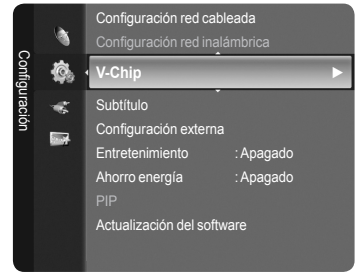 Configuración
Configuración red cableada
Configuración red inalámbrica
V-Chip
Subtítulo
Configuración externa
Entretenimiento : Apagado
Ahorro energía : Apagado
PIP
Actualización del software